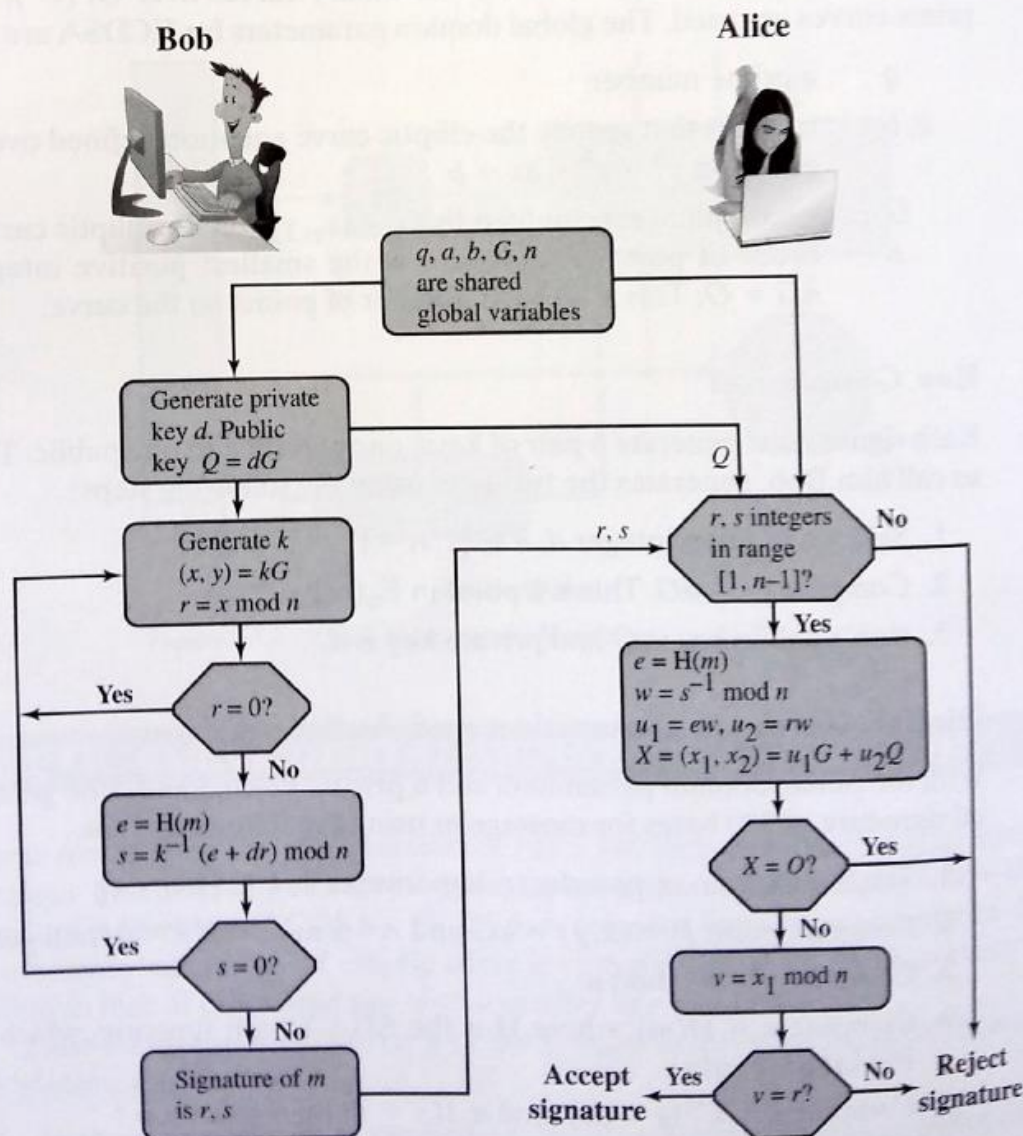 Bob
Alice
q, a, b, G, n
are shared
global variables
Generate private
key d. Public
key Q = dG
Q
Generate k
(x, y) = kG
r = x mod n
r, s
r, s integers
in range
[1, n–1]?
No
Yes
e = H(m)
w = s⁻¹ mod n
u₁ = ew, u₂ = rw
X = (x₁, x₂) = u₁G + u₂Q
Yes
r = 0?
No
e = H(m)
s = k⁻¹ (e + dr) mod n
X = O?
Yes
No
Yes
s = 0?
No
v = x₁ mod n
Signature of m
is r, s
Accept
signature
Yes
v = r?
No
Reject
signature